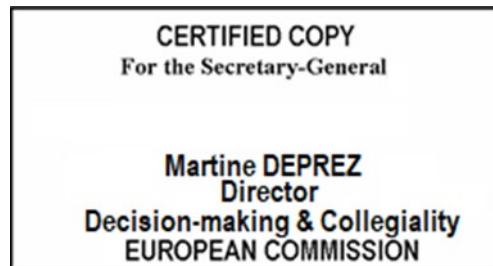 CERTIFIED COPY
For the Secretary-General
Martine DEPREZ
Director
Decision-making & Collegiality
EUROPEAN COMMISSION